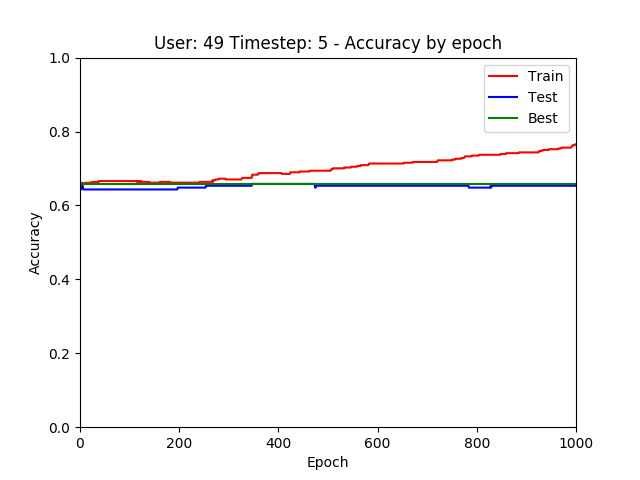 User: 49 Timestep: 5 - Accuracy by epoch
1.0
0.8
0.6
0.4
0.2
0.0
Accuracy
Train
Test
Best
0 200 400 600 800 1000
Epoch